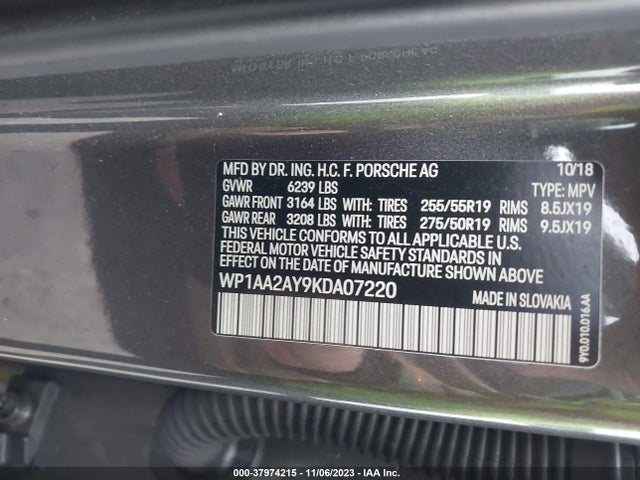 MFD BY DR. ING. H.C. F. PORSCHE AG 10/18
GVWR 6239 LBS TYPE: MPV
GAWR FRONT 3164 LBS WITH: TIRES 255/55R19 RIMS 8.5JX19
GAWR REAR 3208 LBS WITH: TIRES 275/50R19 RIMS 9.5JX19
THIS VEHICLE CONFORMS TO ALL APPLICABLE U.S.
FEDERAL MOTOR VEHICLE SAFETY STANDARDS IN
EFFECT ON THE DATE OF MANUFACTURE SHOWN ABOVE.
WP1AA2AY9KDA07220 MADE IN SLOVAKIA
9Y0.010.016.AA
000-37974215 - 11/06/2023 - IAA Inc.